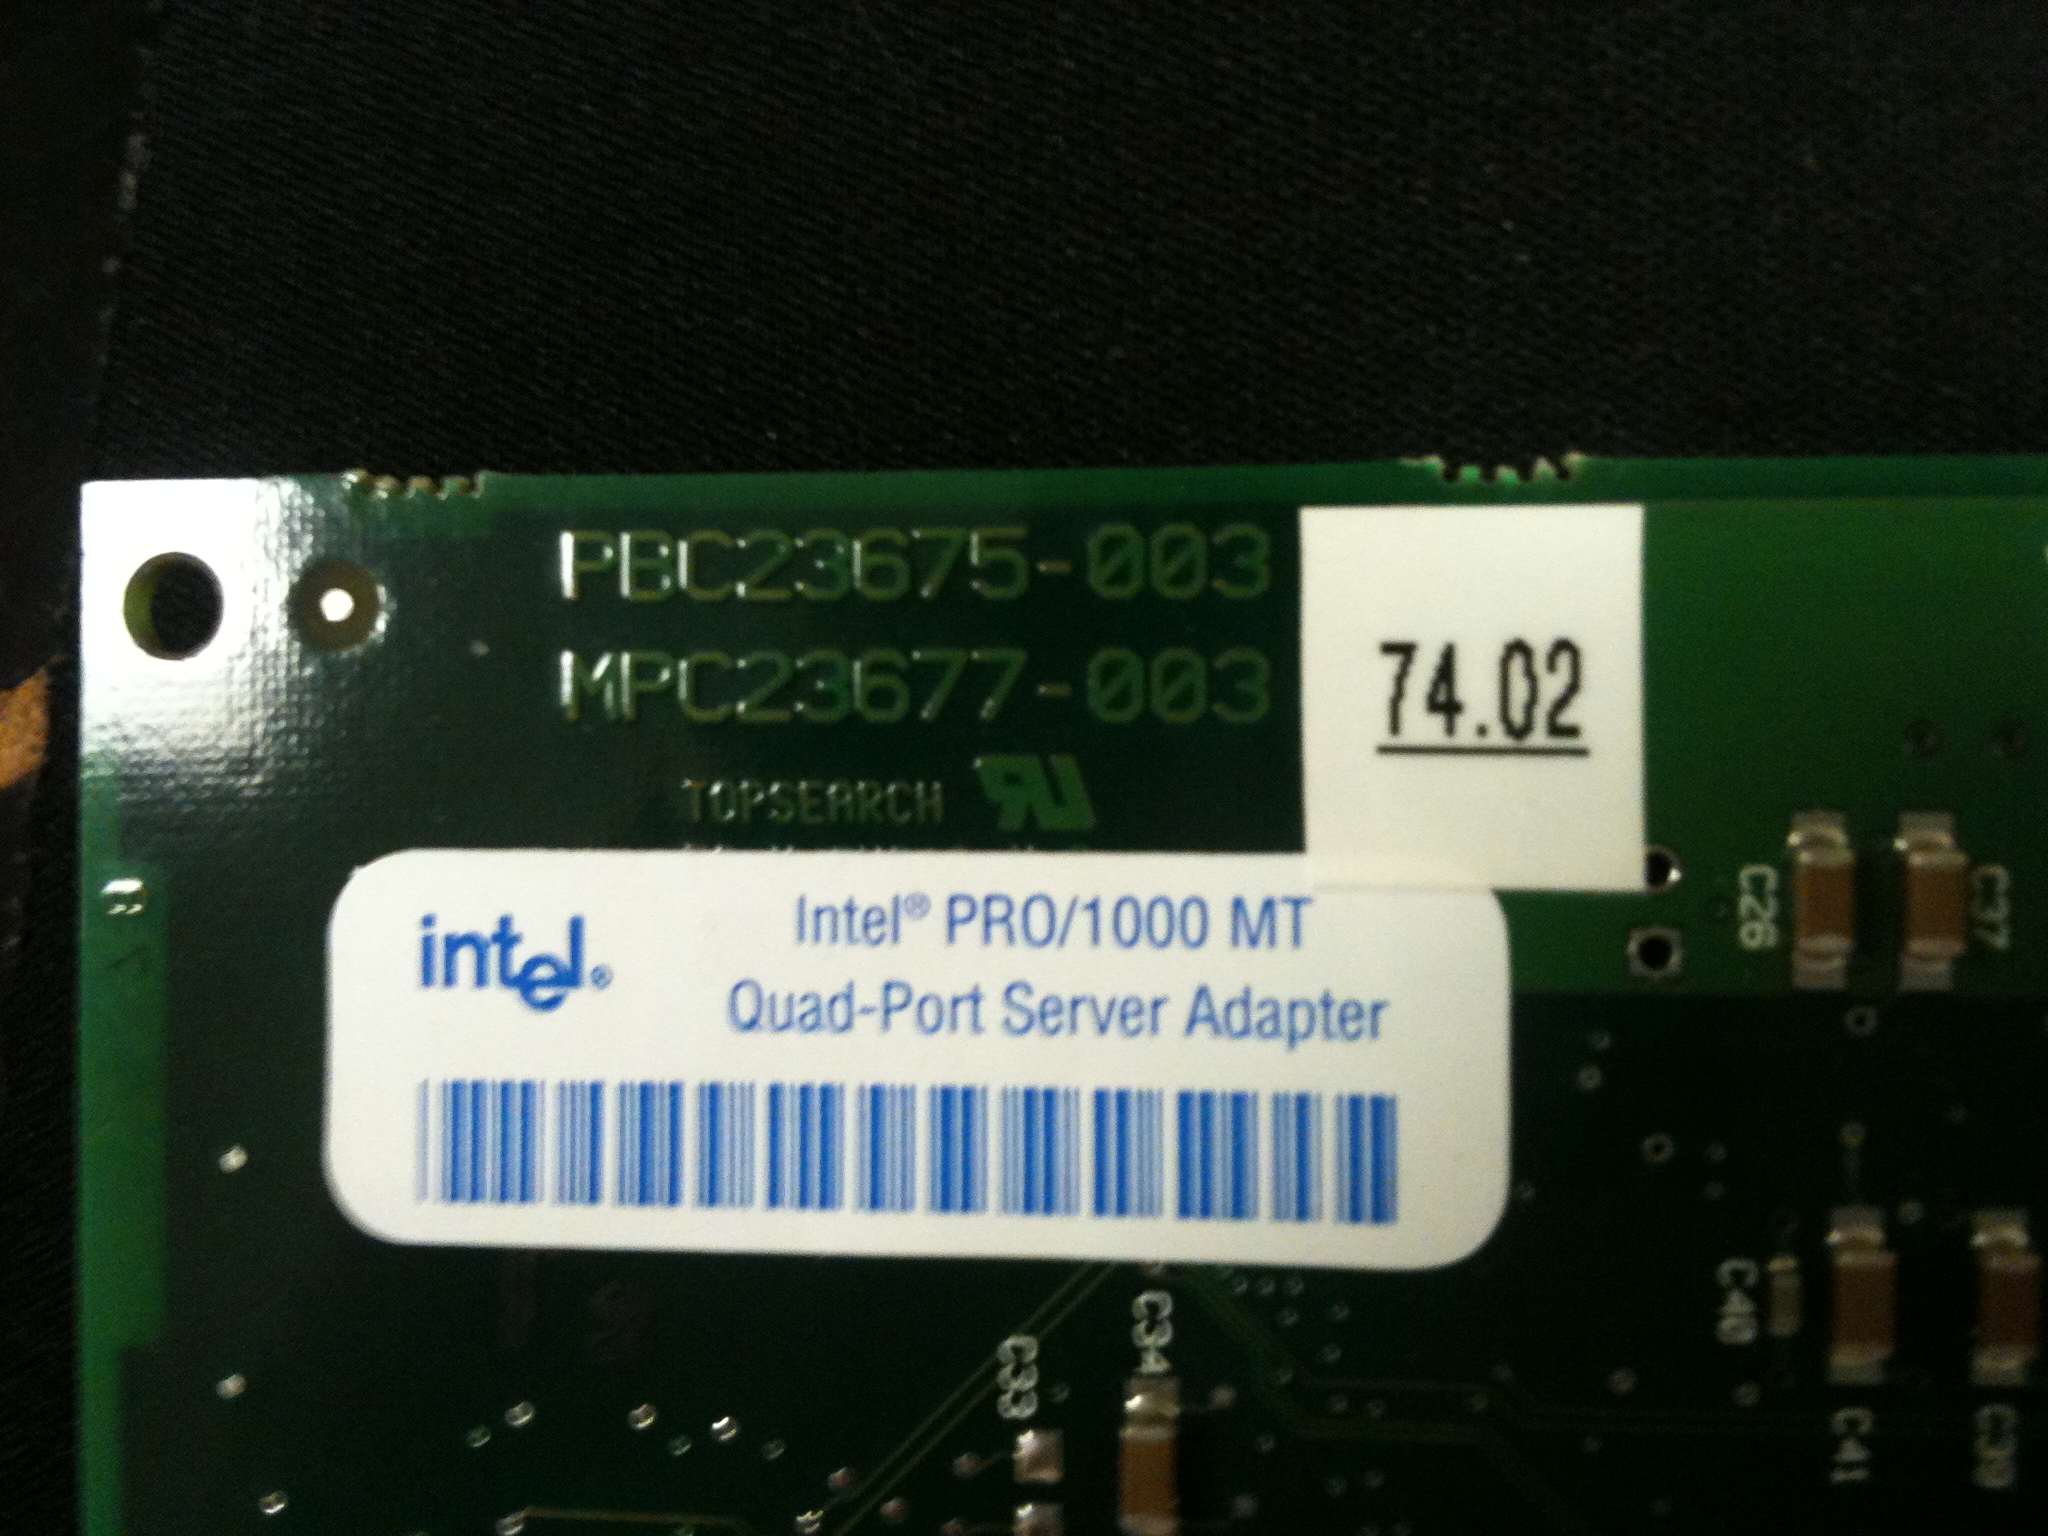 PBC23675-003
MPC23677-003
74.02
TOPSEARCH
intel®
Intel® PRO/1000 MT
Quad-Port Server Adapter
C26
C37
C40
C34
C33
C41
C39